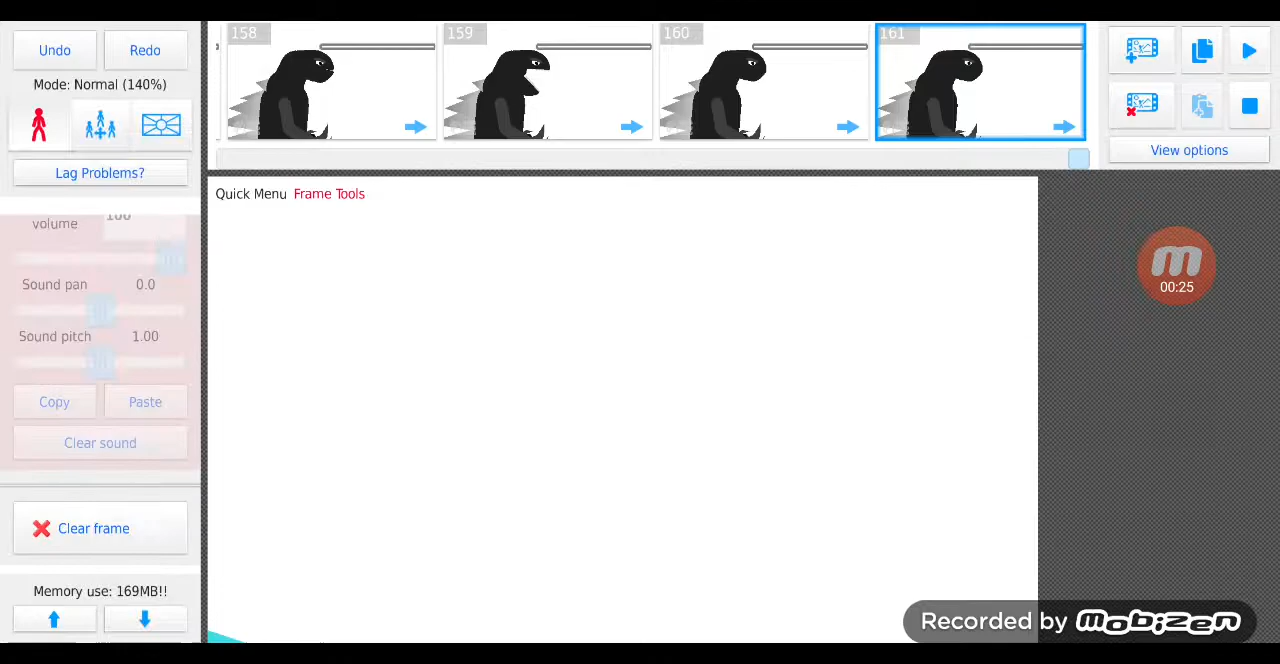 Undo
Redo
Mode: Normal (140%)
Lag Problems?
volume
100
Sound pan
0.0
Sound pitch
1.00
Copy
Paste
Clear sound
Clear frame
Memory use: 169MB!!
158
159
160
161
View options
Quick Menu Frame Tools
m
00:25
Recorded by mobizen